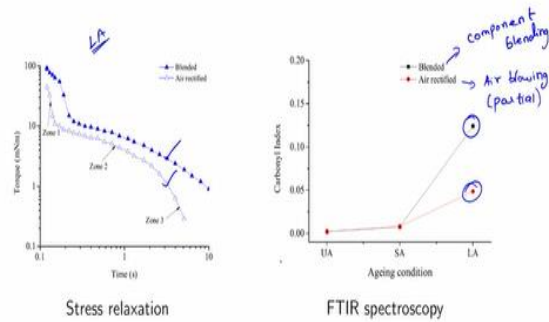 LA
Blended
Air rectified
100
10
1
0.1
1
10
Torque (mNm)
Time (s)
Zone 1
Zone 2
Zone 3
Stress relaxation
component
blending
Blended
Air rectified
Air blowing
(partial)
0.20
0.15
0.10
0.05
0.00
Carbonyl Index
UA
SA
LA
Ageing condition
FTIR spectroscopy